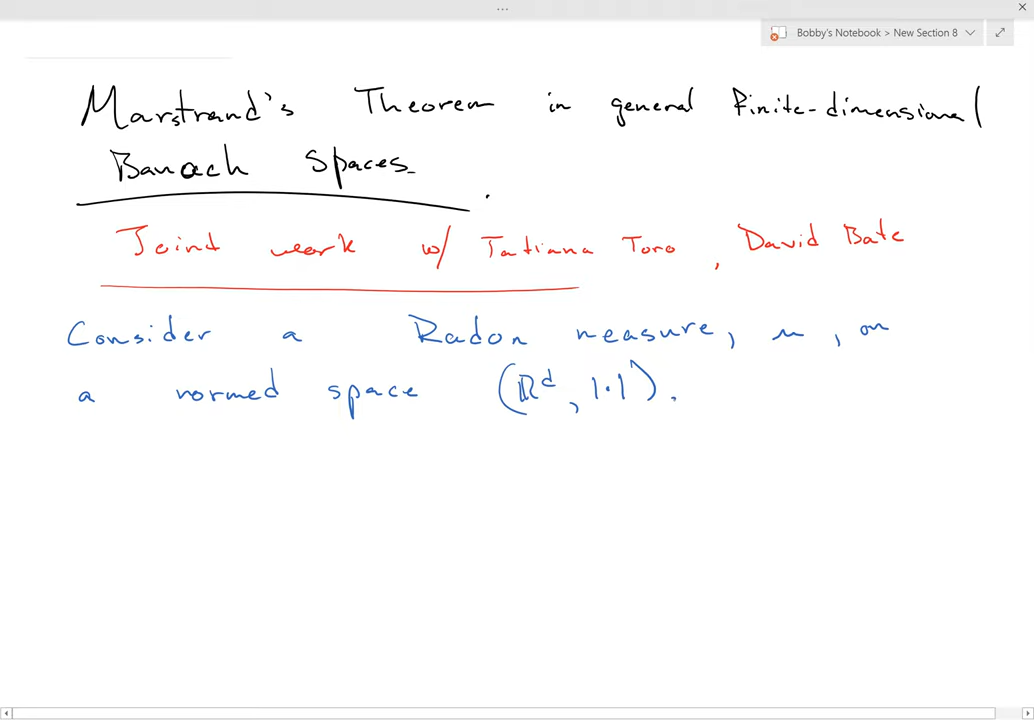 Bobby's Notebook > New Section 8
Marstrand's Theorem in general Finite-dimensional
Banach Spaces.
Joint work w/ Tatiana Toro, David Bate
Consider a Radon measure, μ, on
a normed space (ℝᵈ, |·|).